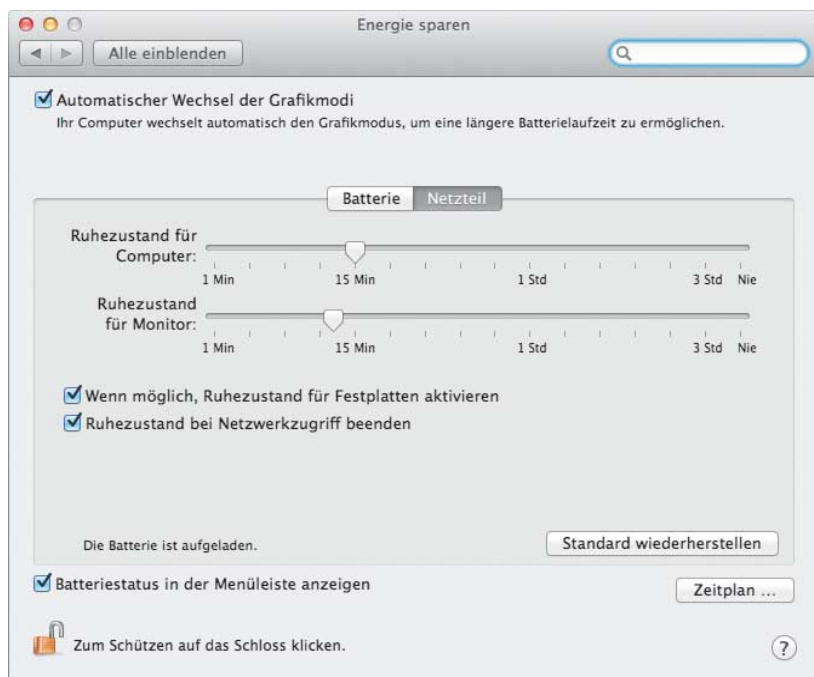 Energie sparen
Alle einblenden
Automatischer Wechsel der Grafikmodi
Ihr Computer wechselt automatisch den Grafikmodus, um eine längere Batterielaufzeit zu ermöglichen.
Batterie Netzteil
Ruhezustand für
Computer:
1 Min 15 Min 1 Std 3 Std Nie
Ruhezustand
für Monitor:
1 Min 15 Min 1 Std 3 Std Nie
Wenn möglich, Ruhezustand für Festplatten aktivieren
Ruhezustand bei Netzwerkzugriff beenden
Die Batterie ist aufgeladen.
Standard wiederherstellen
Batteriestatus in der Menüleiste anzeigen
Zeitplan ...
Zum Schützen auf das Schloss klicken.
?